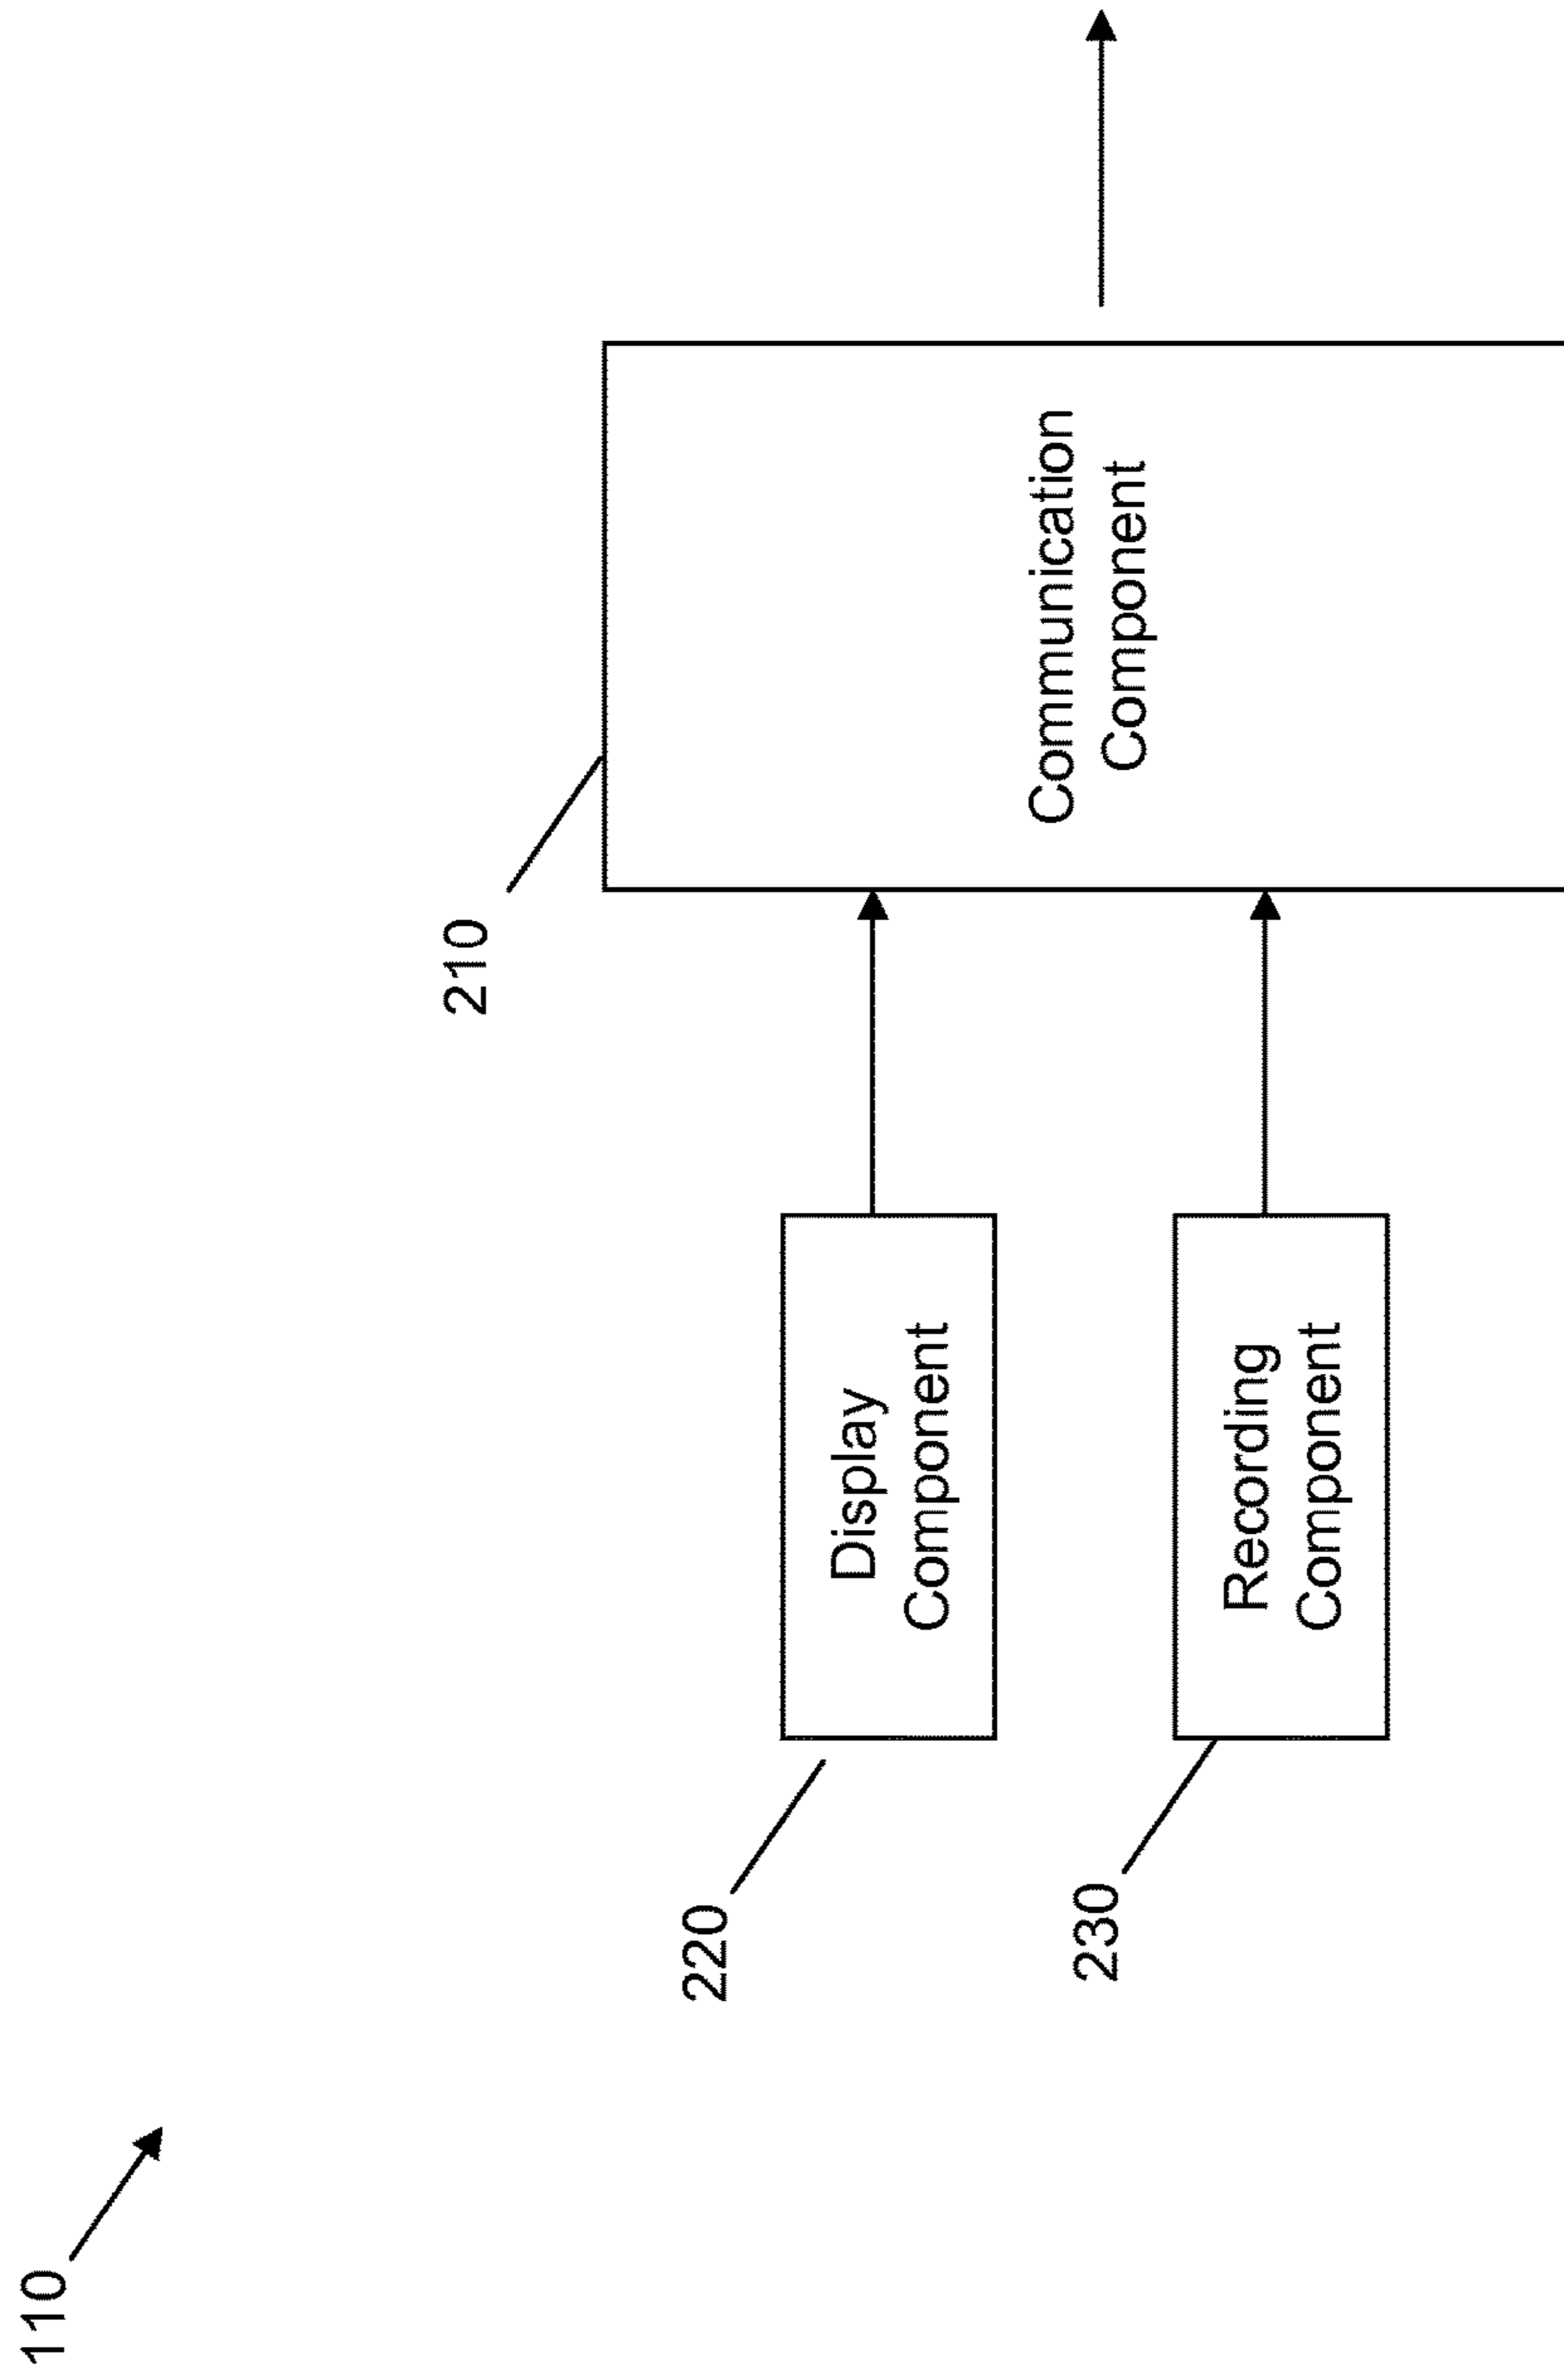 110
210
220
Display
Component
230
Recording
Component
Communication
Component